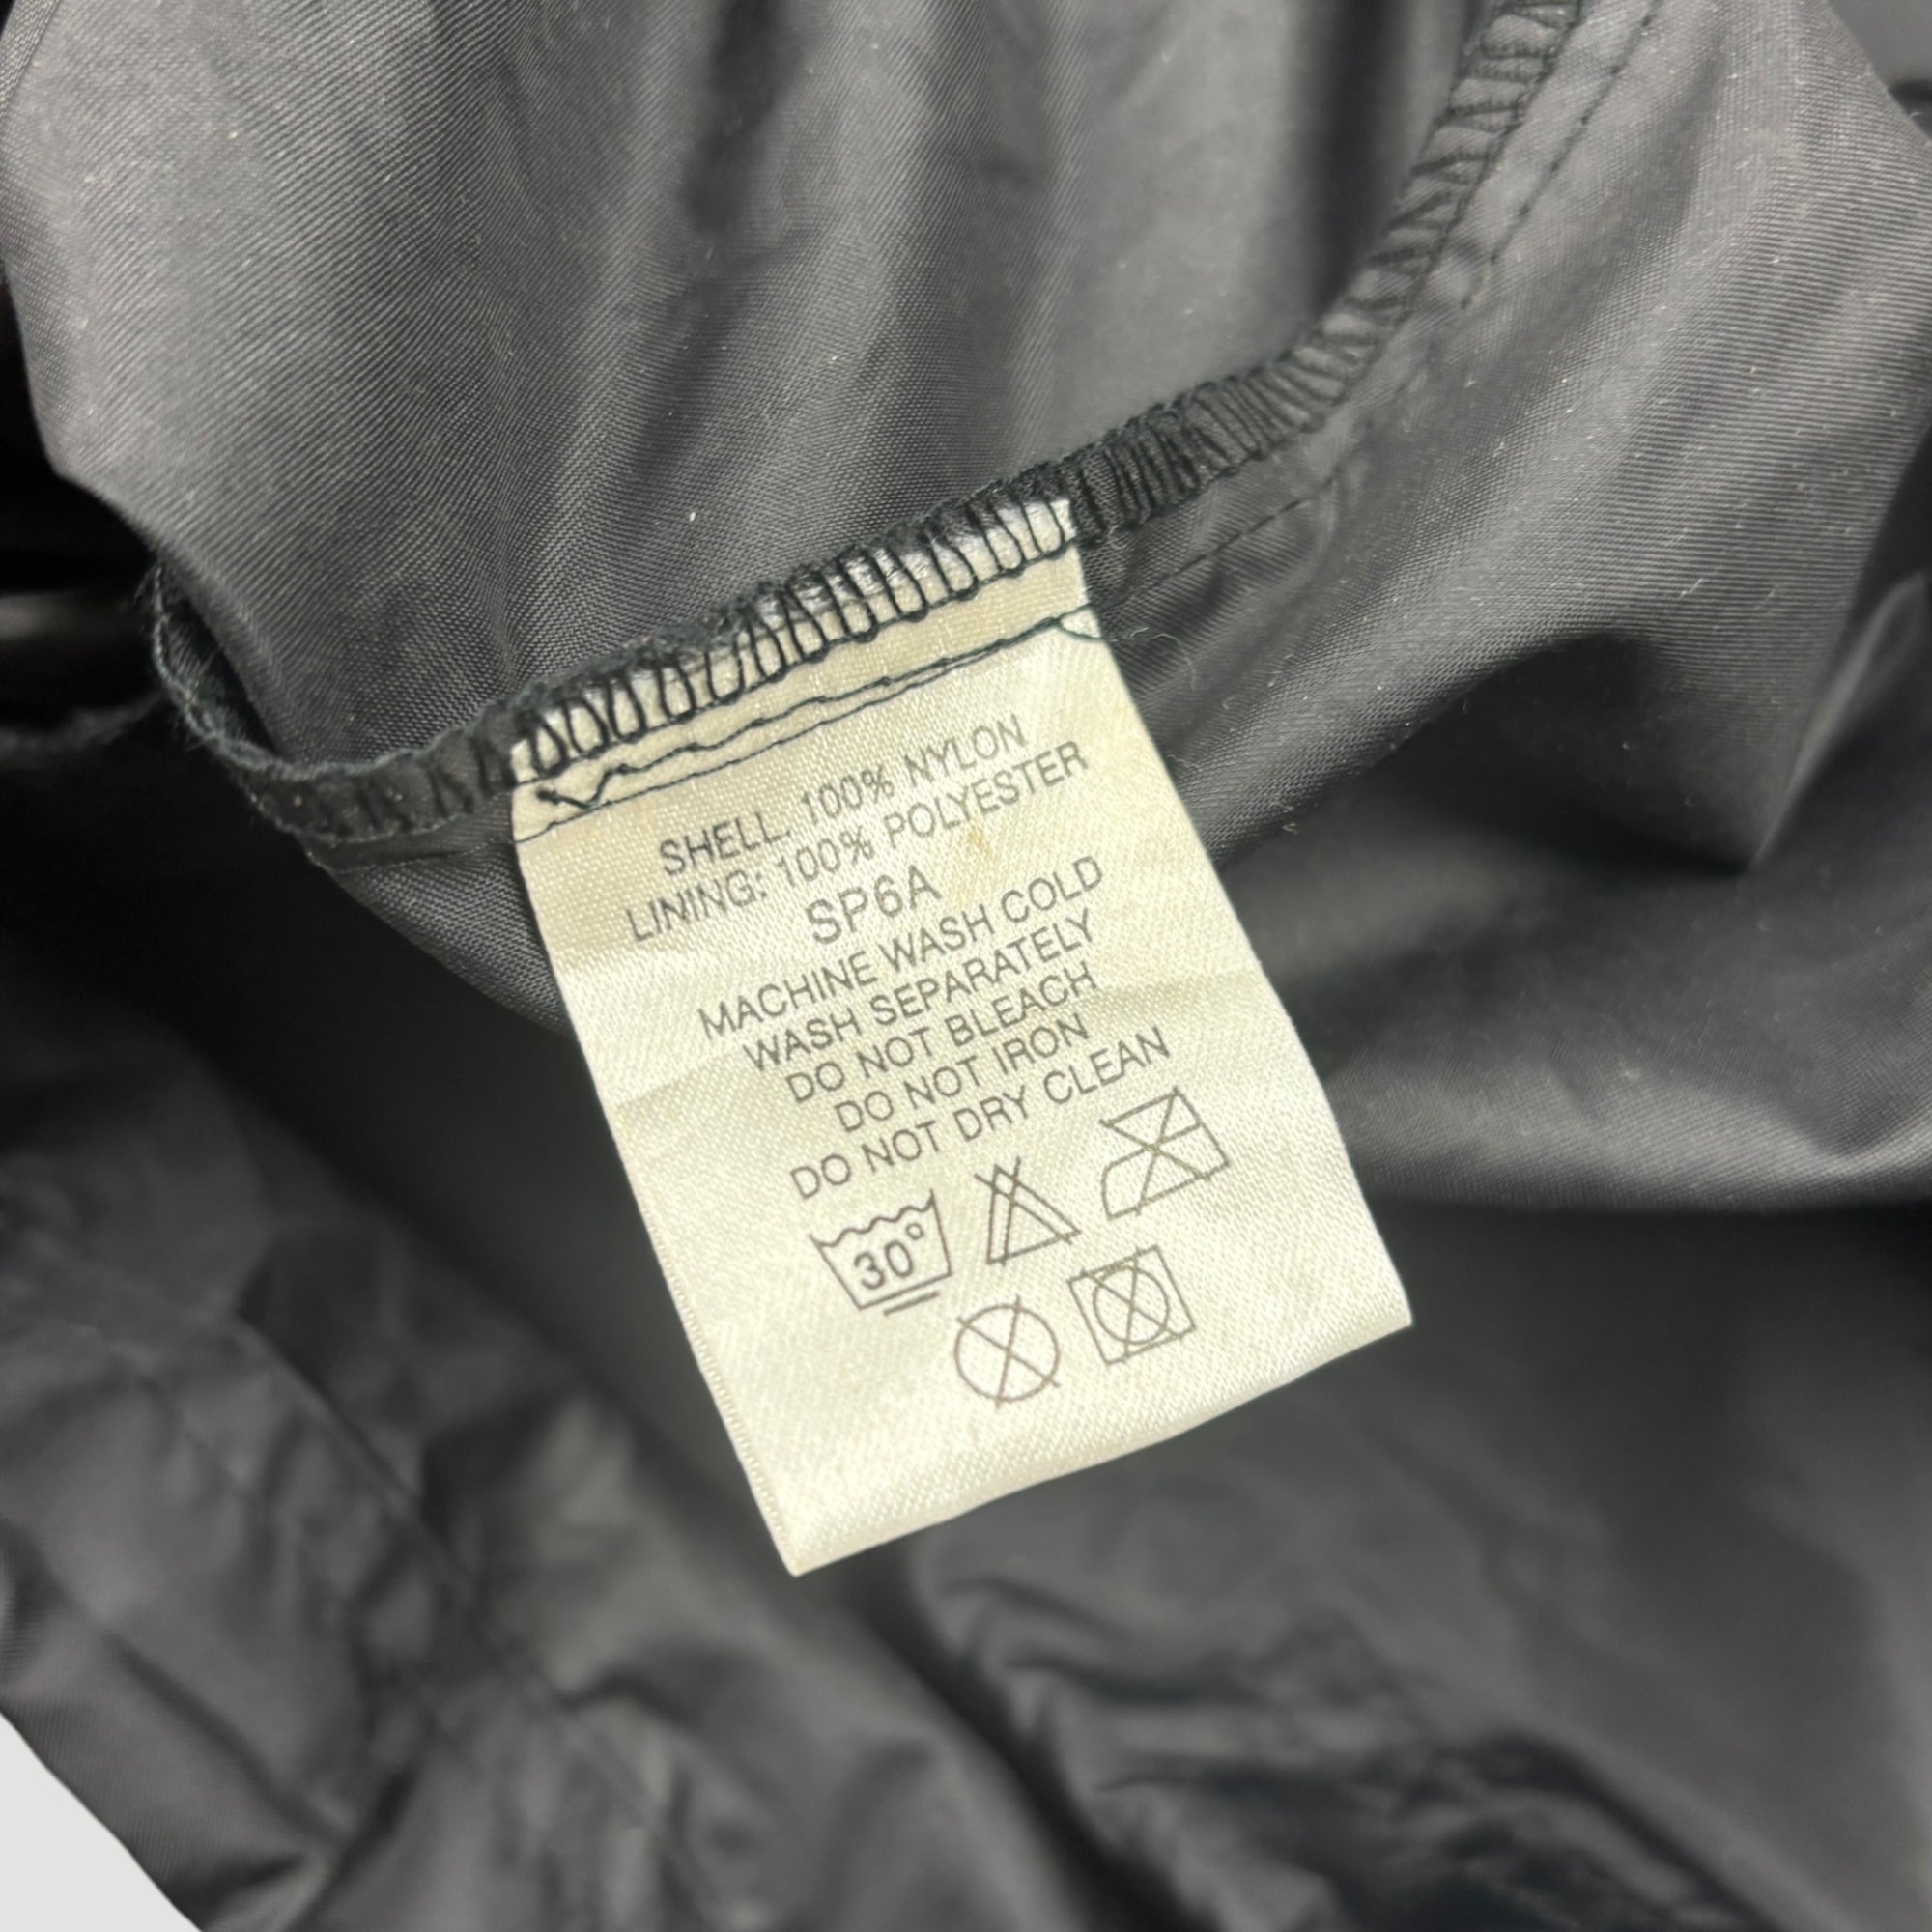 SHELL. 100% NYLON
LINING: 100% POLYESTER
SP6A
MACHINE WASH COLD
WASH SEPARATELY
DO NOT BLEACH
DO NOT IRON
DO NOT DRY CLEAN
30°